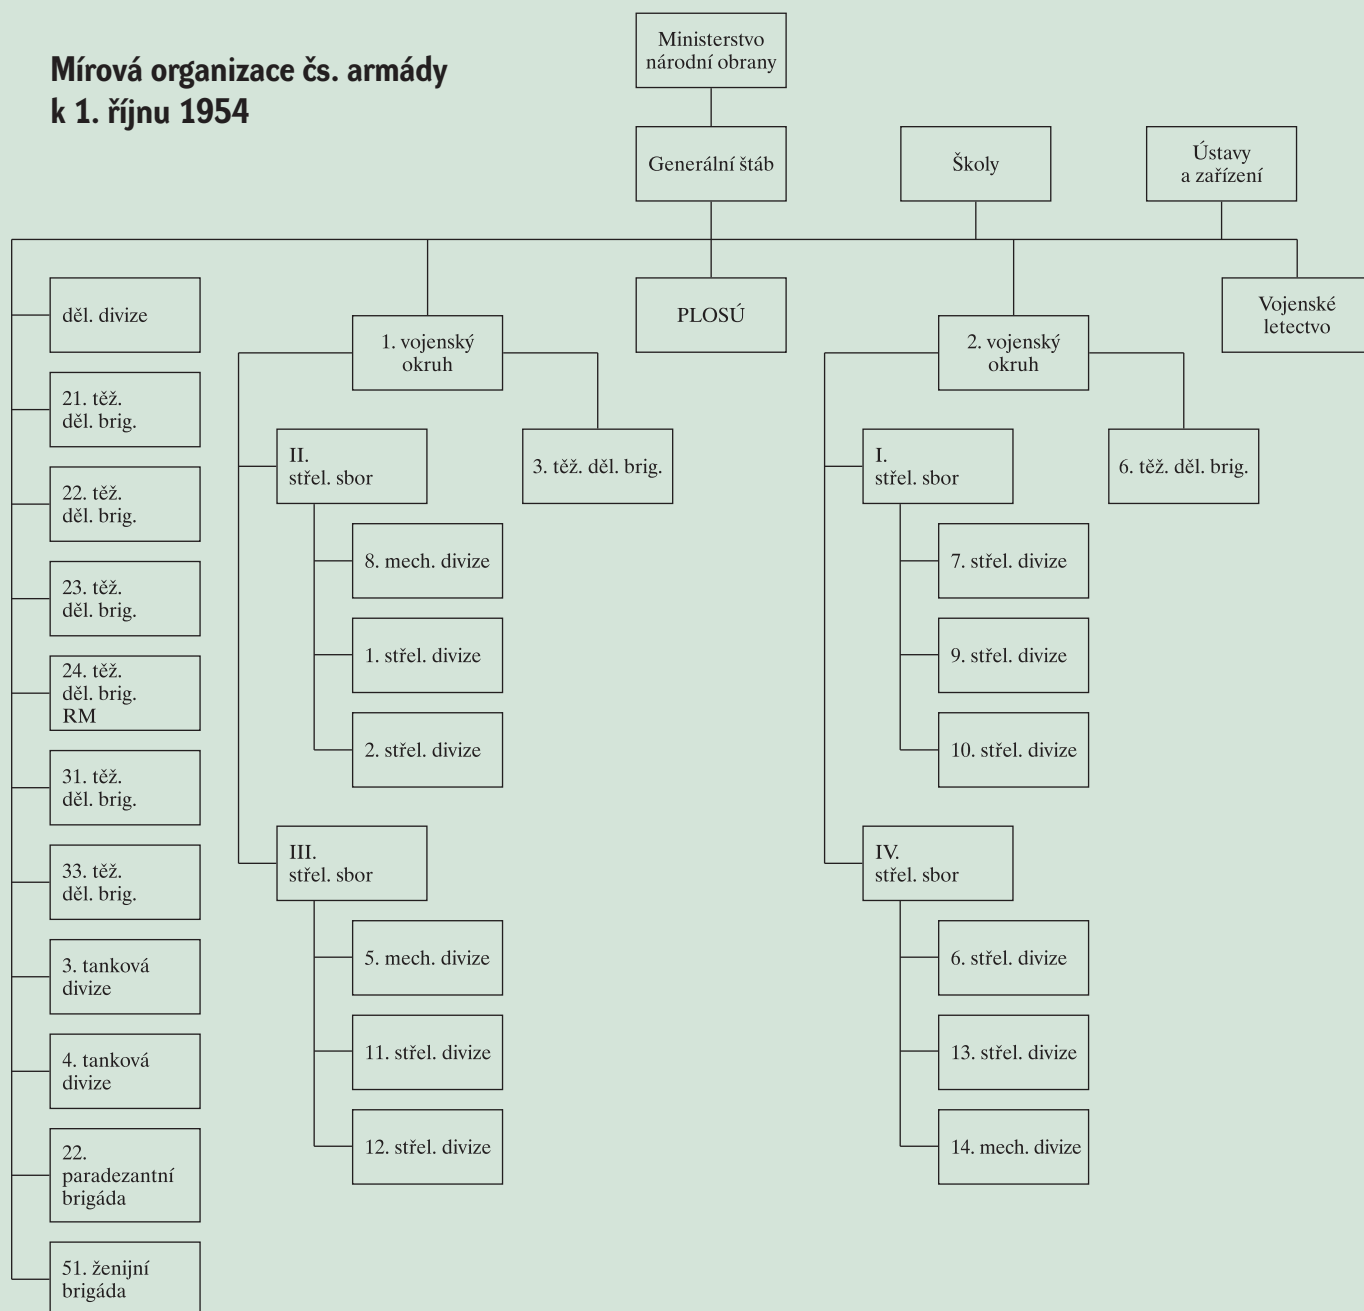 Mírová organizace čs. armády
k 1. říjnu 1954
Ministerstvo
národní obrany
Generální štáb
Školy
Ústavy
a zařízení
děl. divize
21. těž.
děl. brig.
22. těž.
děl. brig.
23. těž.
děl. brig.
24. těž.
děl. brig.
RM
31. těž.
děl. brig.
33. těž.
děl. brig.
3. tanková
divize
4. tanková
divize
22.
paradezantní
brigáda
51. ženijní
brigáda
1. vojenský
okruh
II.
střel. sbor
8. mech. divize
1. střel. divize
2. střel. divize
III.
střel. sbor
5. mech. divize
11. střel. divize
12. střel. divize
3. těž. děl. brig.
PLOSÚ
2. vojenský
okruh
I.
střel. sbor
7. střel. divize
9. střel. divize
10. střel. divize
IV.
střel. sbor
6. střel. divize
13. střel. divize
14. mech. divize
6. těž. děl. brig.
Vojenské
letectvo